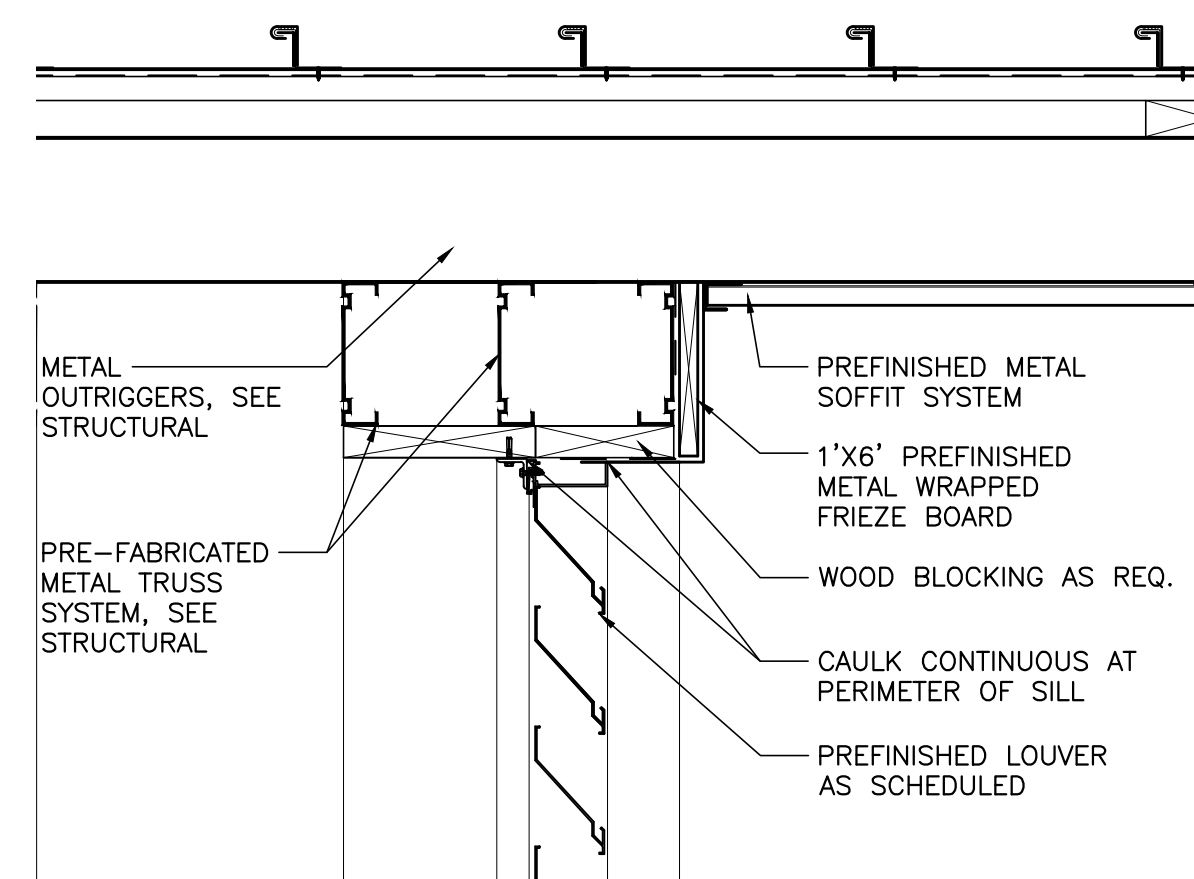 METAL
OUTRIGGERS, SEE
STRUCTURAL
PRE-FABRICATED
METAL TRUSS
SYSTEM, SEE
STRUCTURAL
PREFINISHED METAL
SOFFIT SYSTEM
1'X6' PREFINISHED
METAL WRAPPED
FRIEZE BOARD
WOOD BLOCKING AS REQ.
CAULK CONTINUOUS AT
PERIMETER OF SILL
PREFINISHED LOUVER
AS SCHEDULED